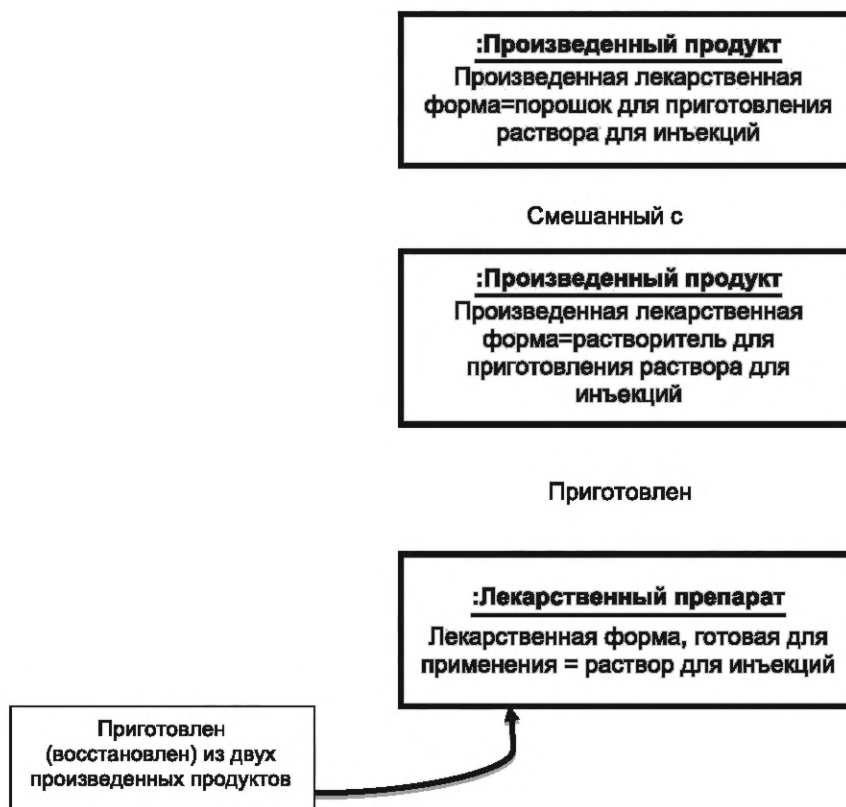 :Произведенный продукт
Произведенная лекарственная
форма=порошок для приготовления
раствора для инъекций
Смешанный с
:Произведенный продукт
Произведенная лекарственная
форма=растворитель для
приготовления раствора для
инъекций
Приготовлен
:Лекарственный препарат
Лекарственная форма, готовая для
применения = раствор для инъекций
Приготовлен
(восстановлен) из двух
произведенных продуктов